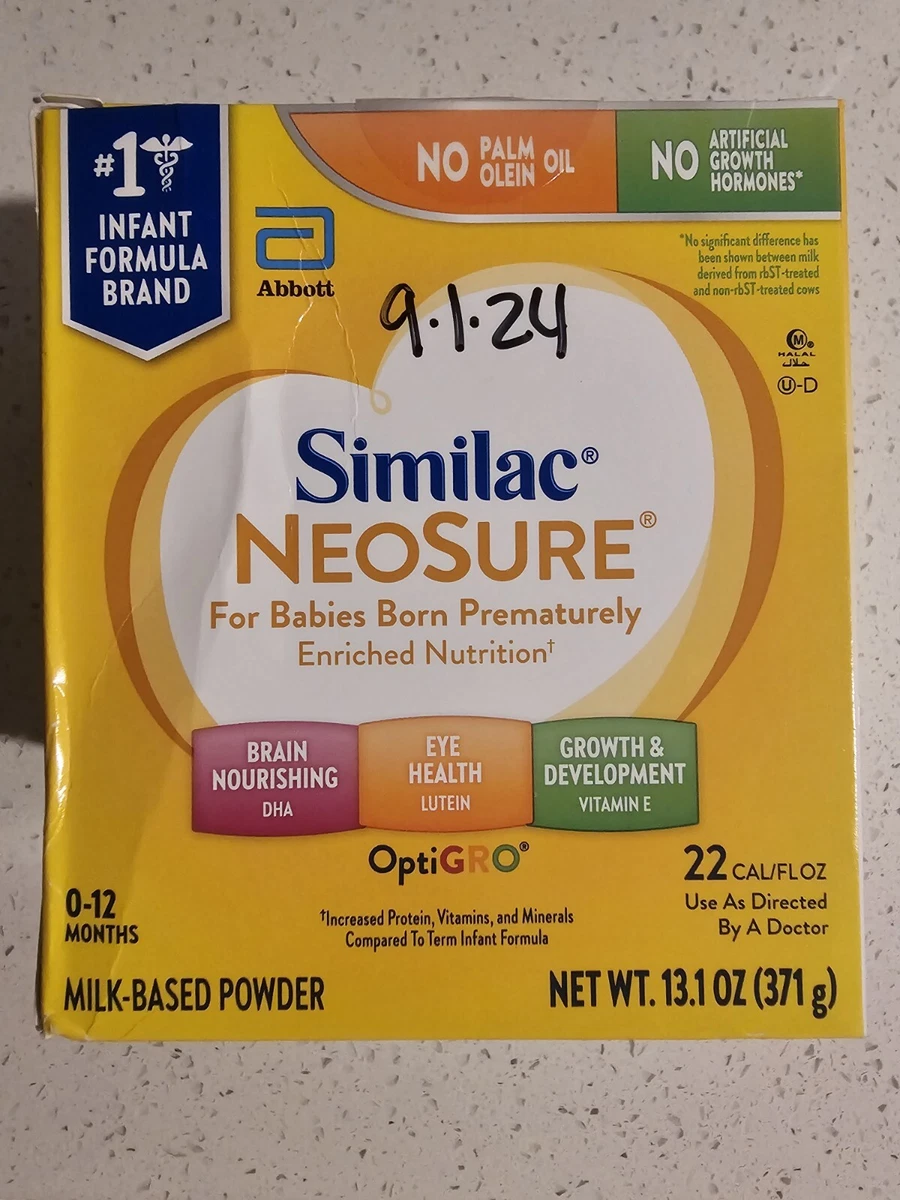 #1
INFANT
FORMULA
BRAND
Abbott
NO PALM OLEIN OIL
NO ARTIFICIAL GROWTH HORMONES*
*No significant difference has
been shown between milk
derived from rbST-treated
and non-rbST-treated cows
M®
HALAL
حلال
U-D
9.1.24
Similac®
NEOSURE®
For Babies Born Prematurely
Enriched Nutrition†
BRAIN
NOURISHING
DHA
EYE
HEALTH
LUTEIN
GROWTH &
DEVELOPMENT
VITAMIN E
OptiGRO®
22 CAL/FL OZ
Use As Directed
By A Doctor
0-12
MONTHS
†Increased Protein, Vitamins, and Minerals
Compared To Term Infant Formula
MILK-BASED POWDER
NET WT. 13.1 OZ (371 g)